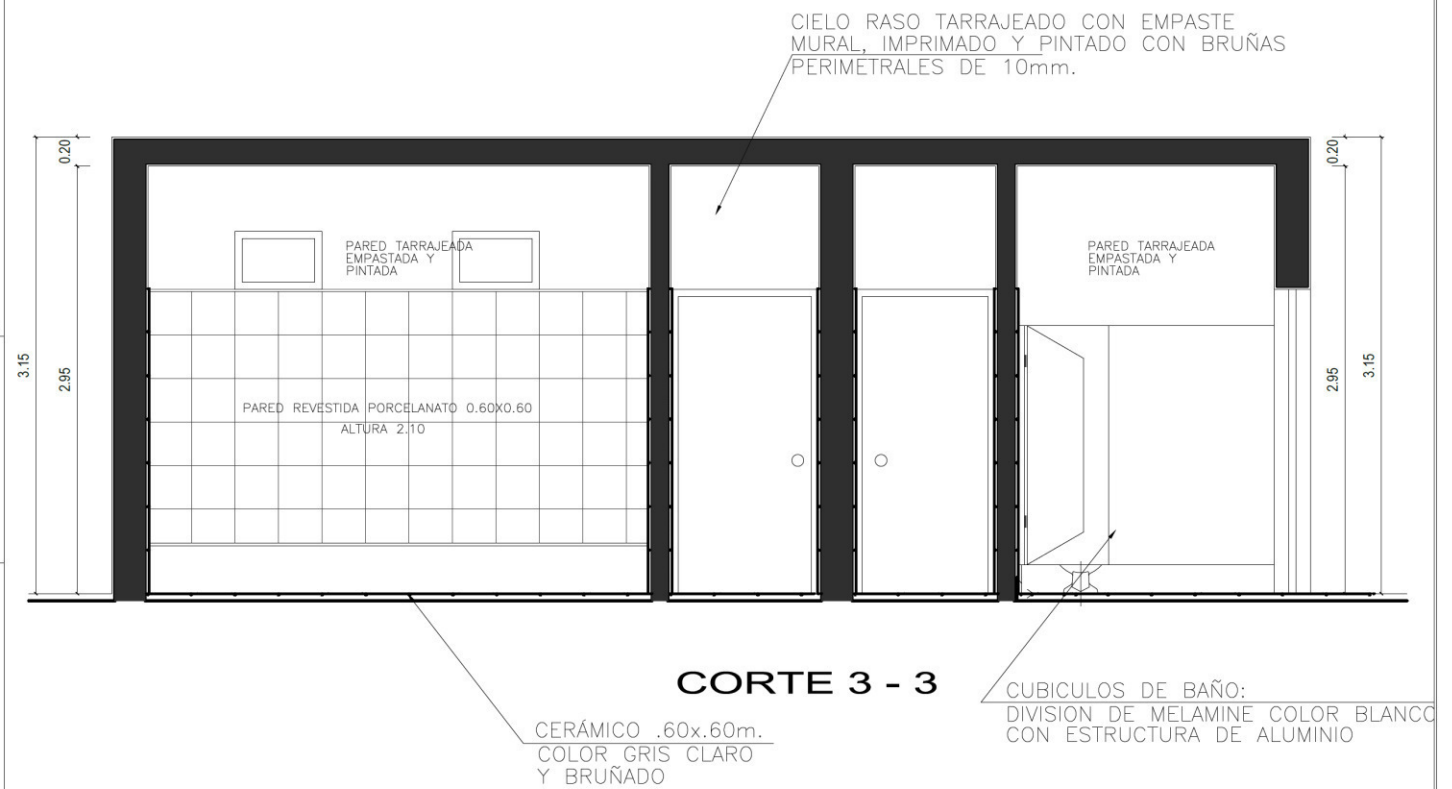 CIELO RASO TARRAJEADO CON EMPASTE
MURAL, IMPRIMADO Y PINTADO CON BRUÑAS
PERIMETRALES DE 10mm.
0.20
0.20
PARED TARRAJEADA
EMPASTADA Y
PINTADA
PARED TARRAJEADA
EMPASTADA Y
PINTADA
3.15
2.95
2.95
3.15
PARED REVESTIDA PORCELANATO 0.60X0.60
ALTURA 2.10
CORTE 3 - 3
CERÁMICO .60x.60m.
COLOR GRIS CLARO
Y BRUÑADO
CUBICULOS DE BAÑO:
DIVISION DE MELAMINE COLOR BLANCO
CON ESTRUCTURA DE ALUMINIO